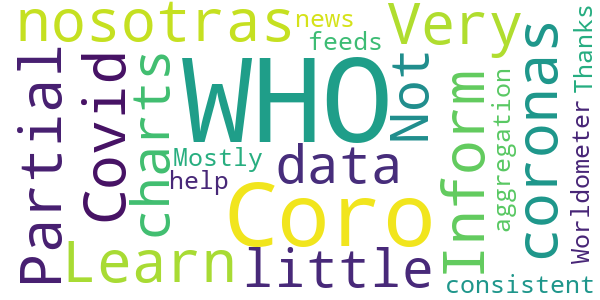 nosotras
news
feeds
Very
Thanks
Partial
Covid
charts
WHO
Not
Inform
aggregation
coronas
Worldometer
Mostly
help
data
Coro
Learn
little
consistent